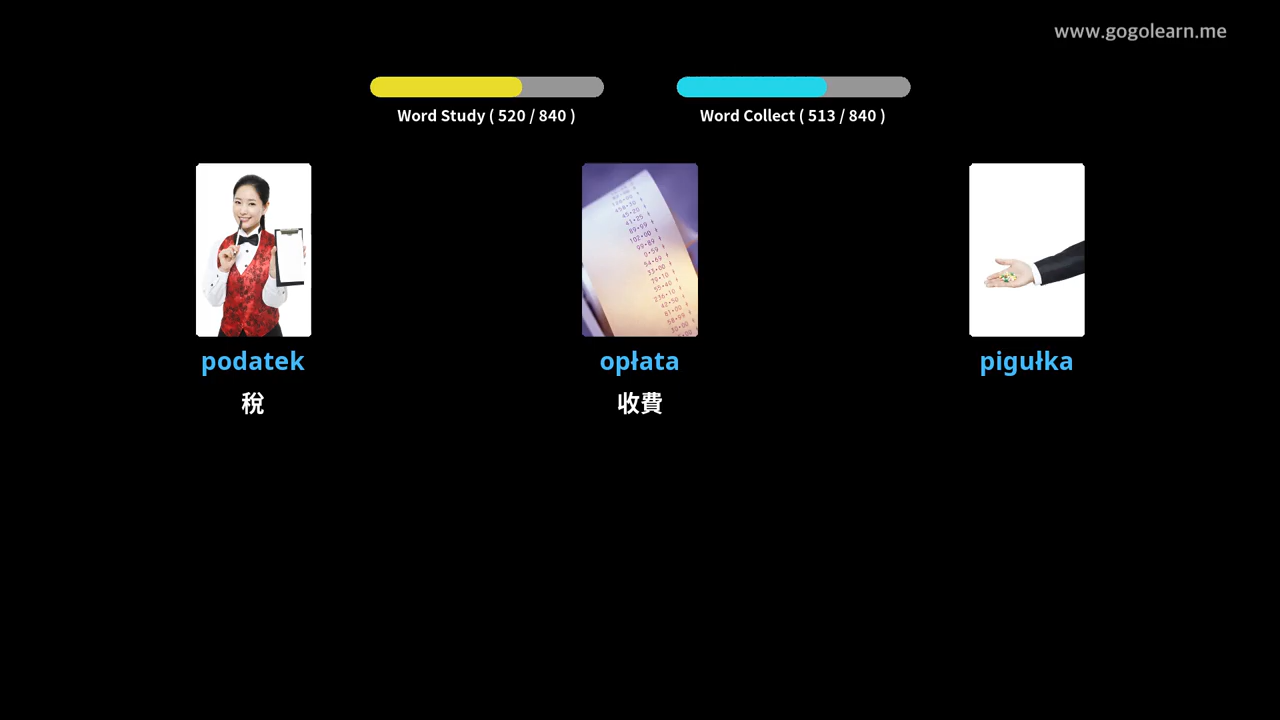 www.gogolearn.me
Word Study ( 520 / 840 )
Word Collect ( 513 / 840 )
podatek
opłata
pigułka
稅
收費